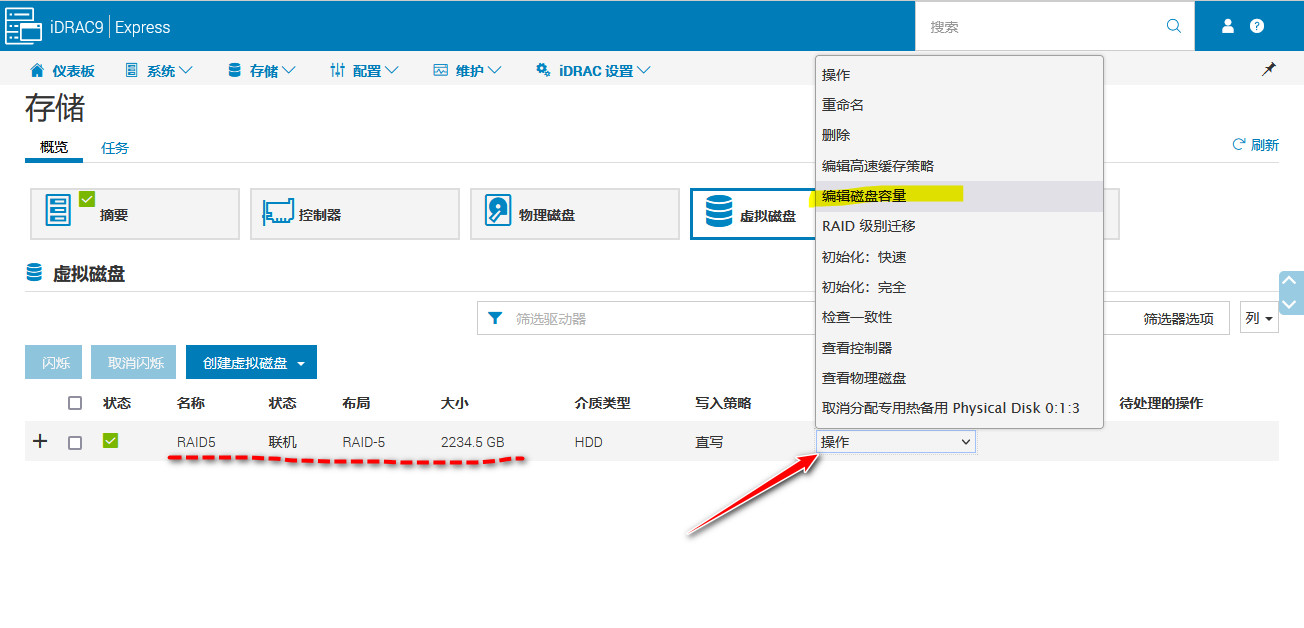 iDRAC9 | Express
搜索
仪表板 系统 存储 配置 维护 iDRAC 设置
存储
概览 任务
刷新
摘要 控制器 物理磁盘 虚拟磁盘
虚拟磁盘
筛选驱动器
筛选器选项 列
闪烁 取消闪烁 创建虚拟磁盘
状态 名称 状态 布局 大小 介质类型 写入策略 待处理的操作
RAID5 联机 RAID-5 2234.5 GB HDD 直写 操作
操作
重命名
删除
编辑高速缓存策略
编辑磁盘容量
RAID 级别迁移
初始化：快速
初始化：完全
检查一致性
查看控制器
查看物理磁盘
取消分配专用热备用 Physical Disk 0:1:3